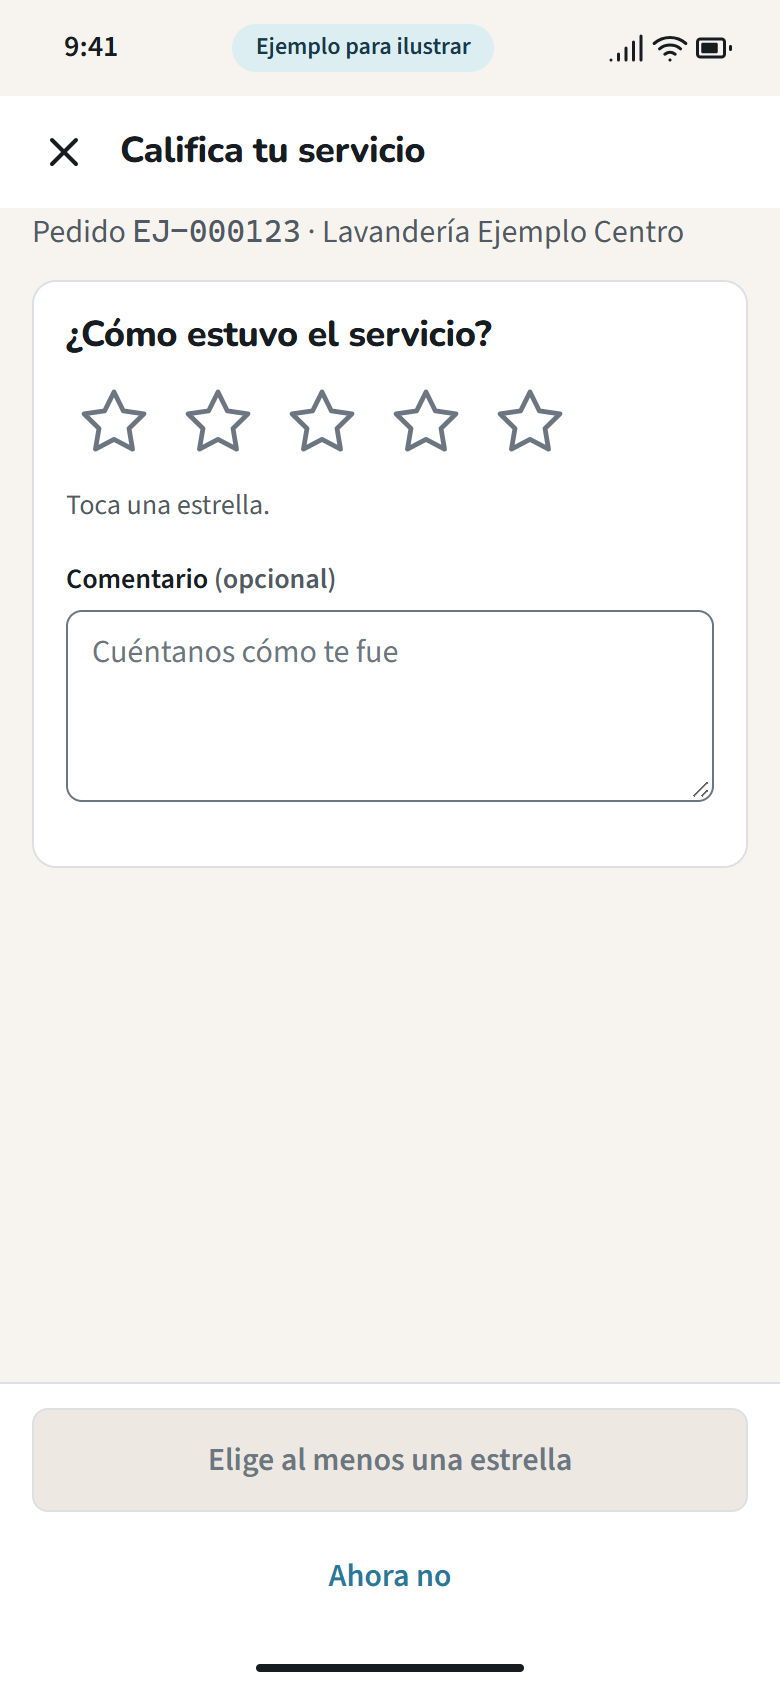 9:41
Ejemplo para ilustrar
Califica tu servicio
Pedido EJ-000123 · Lavandería Ejemplo Centro
¿Cómo estuvo el servicio?
Toca una estrella.
Comentario (opcional)
Cuéntanos cómo te fue
Elige al menos una estrella
Ahora no